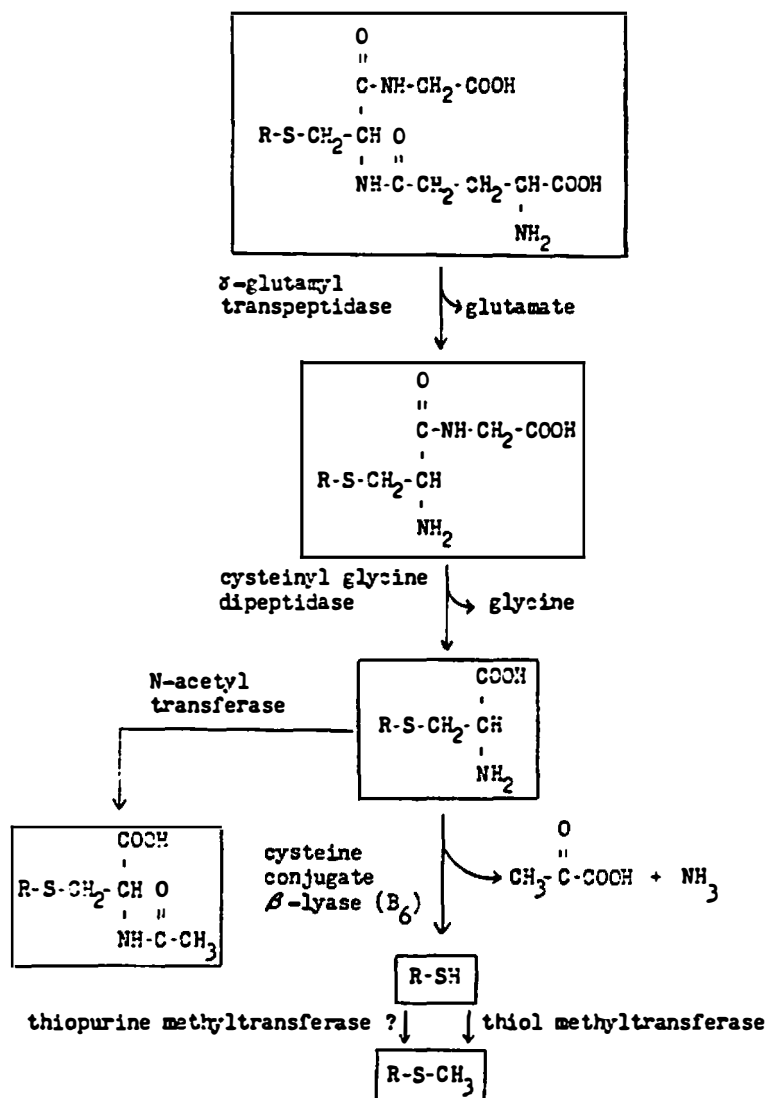 O
"
C-NH-CH2-COOH
R-S-CH2-CH O
"
NH-C-CH2-CH2-CH-COOH
NH2
γ-glutamyl
transpeptidase
glutamate
O
"
C-NH-CH2-COOH
R-S-CH2-CH
NH2
cysteinyl glycine
dipeptidase
glycine
N-acetyl
transferase
COOH
R-S-CH2-CH
NH2
COOH
R-S-CH2-CH O
"
NH-C-CH3
cysteine
conjugate
β-lyase (B6)
O
"
CH3-C-COOH + NH3
R-SH
thiopurine methyltransferase ?
thiol methyltransferase
R-S-CH3